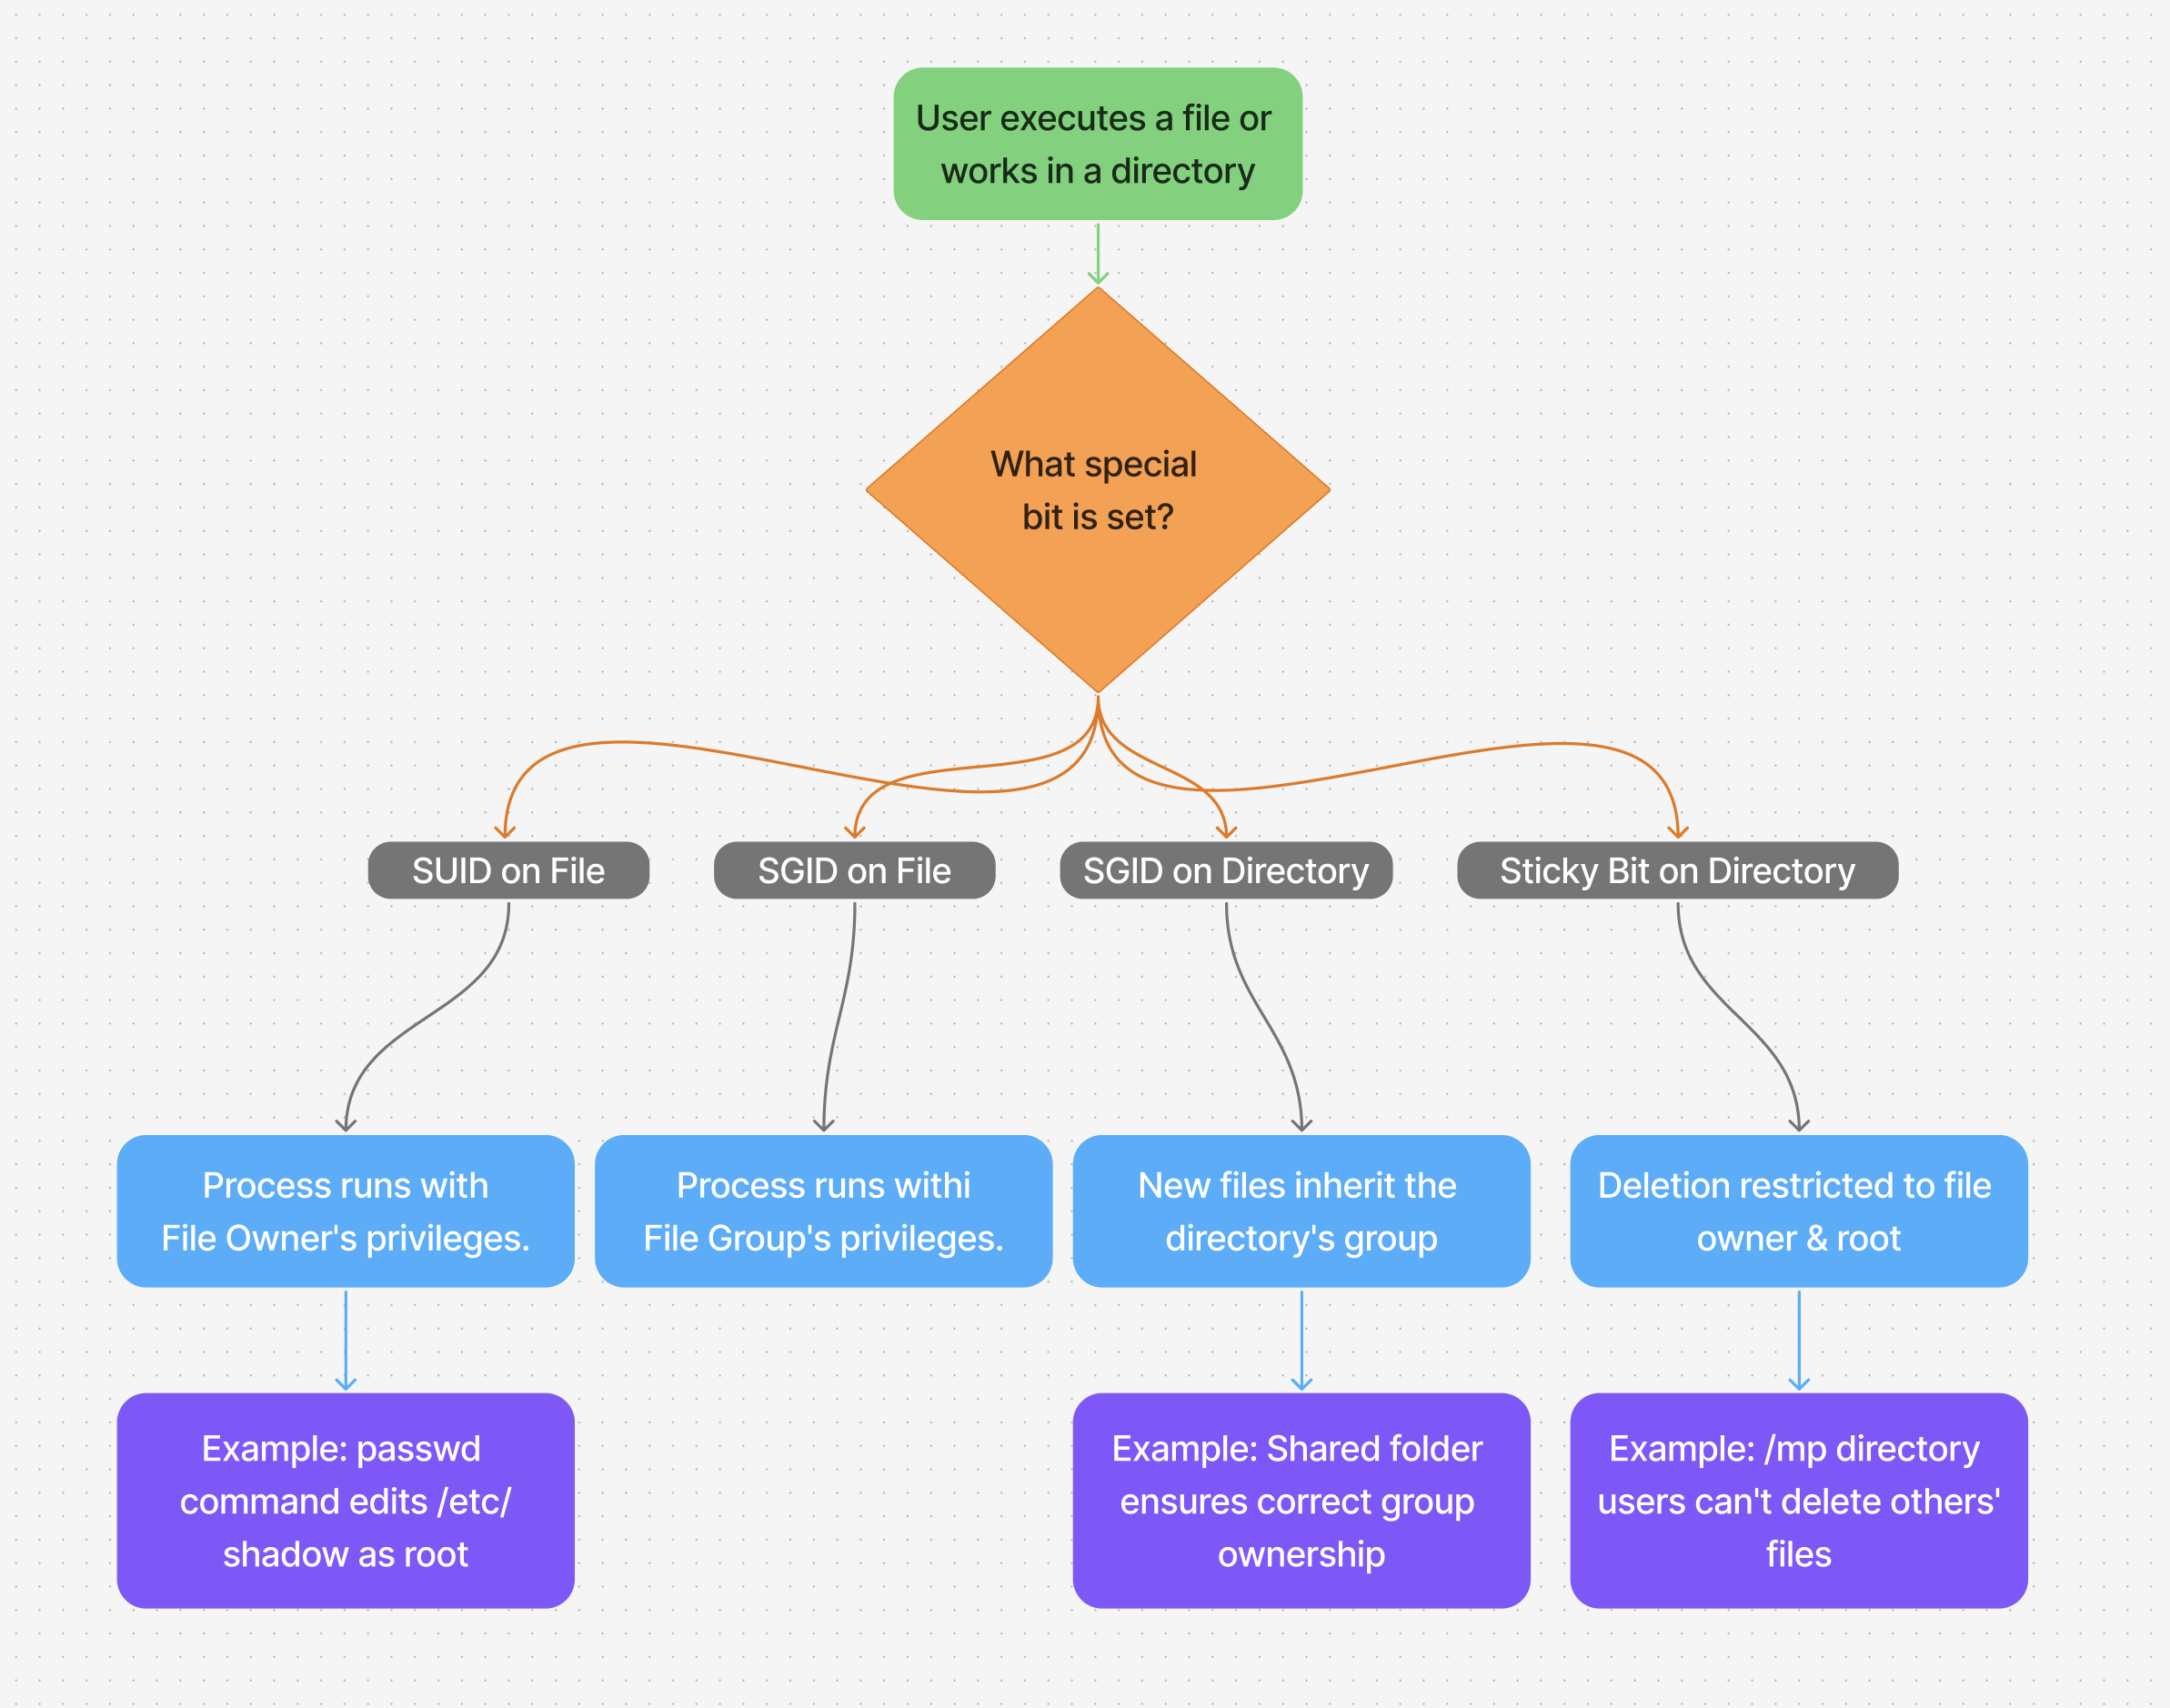 User executes a file or
works in a directory
What special
bit is set?
SUID on File
SGID on File
SGID on Directory
Sticky Bit on Directory
Process runs with
File Owner's privileges.
Process runs withi
File Group's privileges.
New files inherit the
directory's group
Deletion restricted to file
owner & root
Example: passwd
command edits /etc/
shadow as root
Example: Shared folder
ensures correct group
ownership
Example: /mp directory
users can't delete others'
files